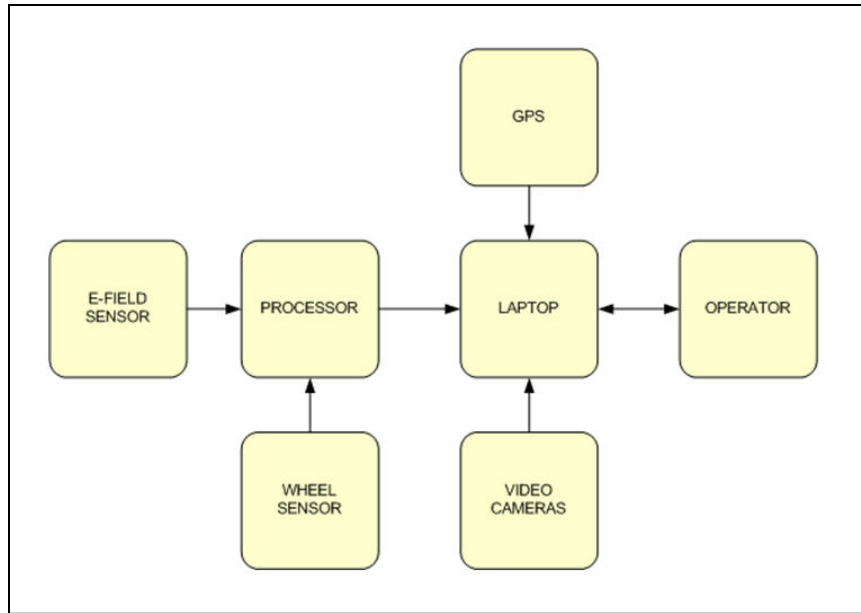 GPS
E-FIELD
SENSOR
PROCESSOR
LAPTOP
OPERATOR
WHEEL
SENSOR
VIDEO
CAMERAS